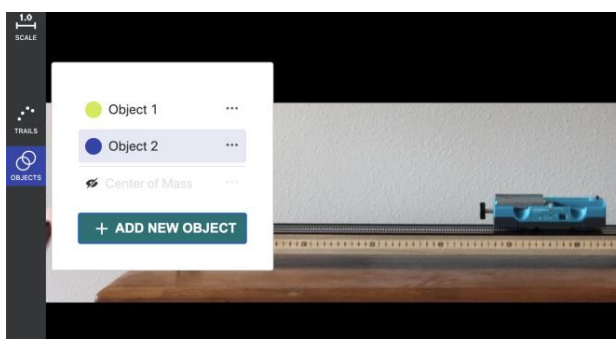 1.0
SCALE
TRAILS
OBJECTS
Object 1 ...
Object 2 ...
Center of Mass ...
+ ADD NEW OBJECT